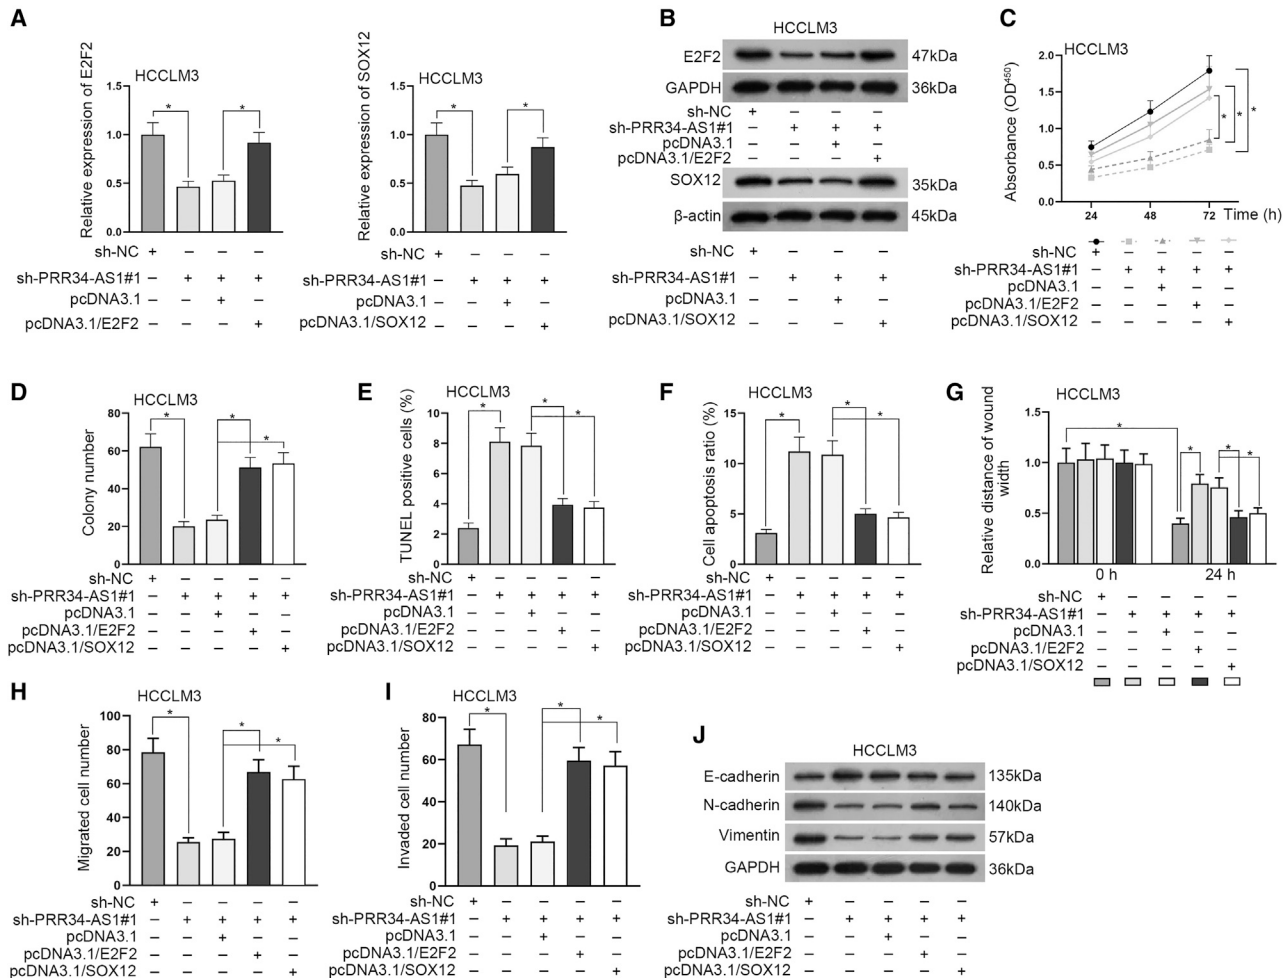 A
HCCLM3
Relative expression of E2F2
1.5
1.0
0.5
0.0
*
*
sh-NC + – – –
sh-PRR34-AS1#1 – + + +
pcDNA3.1 – – + –
pcDNA3.1/E2F2 – – – +
HCCLM3
Relative expression of SOX12
1.5
1.0
0.5
0.0
*
*
sh-NC + – – –
sh-PRR34-AS1#1 – + + +
pcDNA3.1 – – + –
pcDNA3.1/SOX12 – – – +
B
HCCLM3
E2F2 47kDa
GAPDH 36kDa
sh-NC + – – –
sh-PRR34-AS1#1 – + + +
pcDNA3.1 – – + –
pcDNA3.1/E2F2 – – – +
SOX12 35kDa
β-actin 45kDa
sh-NC + – – –
sh-PRR34-AS1#1 – + + +
pcDNA3.1 – – + –
pcDNA3.1/SOX12 – – – +
C
HCCLM3
Absorbance (OD450)
2.0
1.5
1.0
0.5
0.0
* * *
24 48 72 Time (h)
sh-NC + – – – –
sh-PRR34-AS1#1 – + + + +
pcDNA3.1 – – + – –
pcDNA3.1/E2F2 – – – + –
pcDNA3.1/SOX12 – – – – +
D
HCCLM3
Colony number
80
60
40
20
0
*
*
*
sh-NC + – – – –
sh-PRR34-AS1#1 – + + + +
pcDNA3.1 – – + – –
pcDNA3.1/E2F2 – – – + –
pcDNA3.1/SOX12 – – – – +
E
HCCLM3
TUNEL positive cells (%)
10
8
6
4
2
0
*
*
*
sh-NC + – – – –
sh-PRR34-AS1#1 – + + + +
pcDNA3.1 – – + – –
pcDNA3.1/E2F2 – – – + –
pcDNA3.1/SOX12 – – – – +
F
HCCLM3
Cell apoptosis ratio (%)
15
10
5
0
*
*
*
sh-NC + – – – –
sh-PRR34-AS1#1 – + + + +
pcDNA3.1 – – + – –
pcDNA3.1/E2F2 – – – + –
pcDNA3.1/SOX12 – – – – +
G
HCCLM3
Relative distance of wound
width
1.5
1.0
0.5
0.0
*
*
*
*
0 h 24 h
sh-NC + – – – –
sh-PRR34-AS1#1 – + + + +
pcDNA3.1 – – + – –
pcDNA3.1/E2F2 – – – + –
pcDNA3.1/SOX12 – – – – +
H
HCCLM3
Migrated cell number
100
80
60
40
20
0
*
*
*
sh-NC + – – – –
sh-PRR34-AS1#1 – + + + +
pcDNA3.1 – – + – –
pcDNA3.1/E2F2 – – – + –
pcDNA3.1/SOX12 – – – – +
I
HCCLM3
Invaded cell number
80
60
40
20
0
*
*
*
sh-NC + – – – –
sh-PRR34-AS1#1 – + + + +
pcDNA3.1 – – + – –
pcDNA3.1/E2F2 – – – + –
pcDNA3.1/SOX12 – – – – +
J
HCCLM3
E-cadherin 135kDa
N-cadherin 140kDa
Vimentin 57kDa
GAPDH 36kDa
sh-NC + – – – –
sh-PRR34-AS1#1 – + + + +
pcDNA3.1 – – + – –
pcDNA3.1/E2F2 – – – + –
pcDNA3.1/SOX12 – – – – +